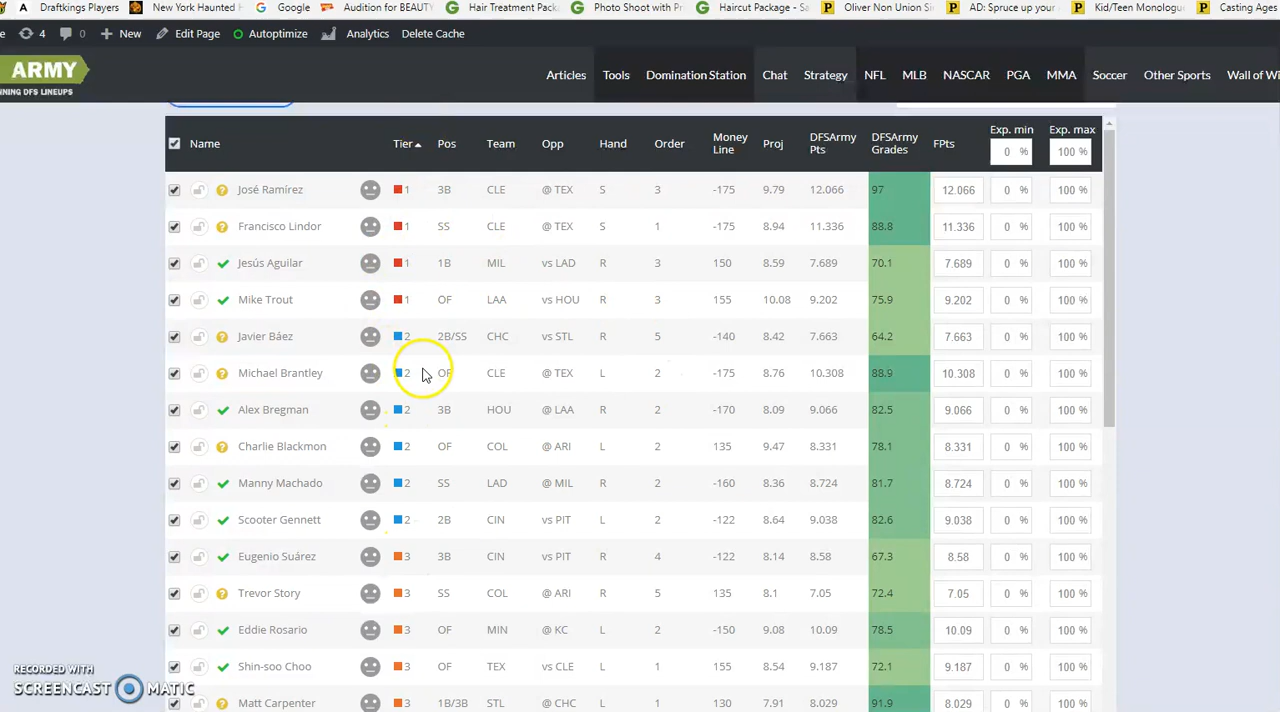 Draftkings Players New York Haunted H Google Audition for BEAUTY Hair Treatment Pack Photo Shoot with Pr Haircut Package - Sa Oliver Non Union Si AD: Spruce up your Kid/Teen Monologu Casting Ages
4 0 New Edit Page Autoptimize Analytics Delete Cache
ARMY
NNING DFS LINEUPS
Articles Tools Domination Station Chat Strategy NFL MLB NASCAR PGA MMA Soccer Other Sports Wall of Wi
Name Tier Pos Team Opp Hand Order Money Line Proj DFSArmy Pts DFSArmy Grades FPts Exp. min 0 % Exp. max 100 %
José Ramírez 1 3B CLE @ TEX S 3 -175 9.79 12.066 97 12.066 0 % 100 %
Francisco Lindor 1 SS CLE @ TEX S 1 -175 8.94 11.336 88.8 11.336 0 % 100 %
Jesús Aguilar 1 1B MIL vs LAD R 3 150 8.59 7.689 70.1 7.689 0 % 100 %
Mike Trout 1 OF LAA vs HOU R 3 155 10.08 9.202 75.9 9.202 0 % 100 %
Javier Báez 2 2B/SS CHC vs STL R 5 -140 8.42 7.663 64.2 7.663 0 % 100 %
Michael Brantley 2 OF CLE @ TEX L 2 -175 8.76 10.308 88.9 10.308 0 % 100 %
Alex Bregman 2 3B HOU @ LAA R 2 -170 8.09 9.066 82.5 9.066 0 % 100 %
Charlie Blackmon 2 OF COL @ ARI L 2 135 9.47 8.331 78.1 8.331 0 % 100 %
Manny Machado 2 SS LAD @ MIL R 2 -160 8.36 8.724 81.7 8.724 0 % 100 %
Scooter Gennett 2 2B CIN vs PIT L 2 -122 8.64 9.038 82.6 9.038 0 % 100 %
Eugenio Suárez 3 3B CIN vs PIT R 4 -122 8.14 8.58 67.3 8.58 0 % 100 %
Trevor Story 3 SS COL @ ARI R 5 135 8.1 7.05 72.4 7.05 0 % 100 %
Eddie Rosario 3 OF MIN @ KC L 2 -150 9.08 10.09 78.5 10.09 0 % 100 %
Shin-soo Choo 3 OF TEX vs CLE L 1 155 8.54 9.187 72.1 9.187 0 % 100 %
Matt Carpenter 3 1B/3B STL @ CHC L 1 130 7.91 8.029 91.9 8.029 0 % 100 %
RECORDED WITH
SCREENCAST MATIC